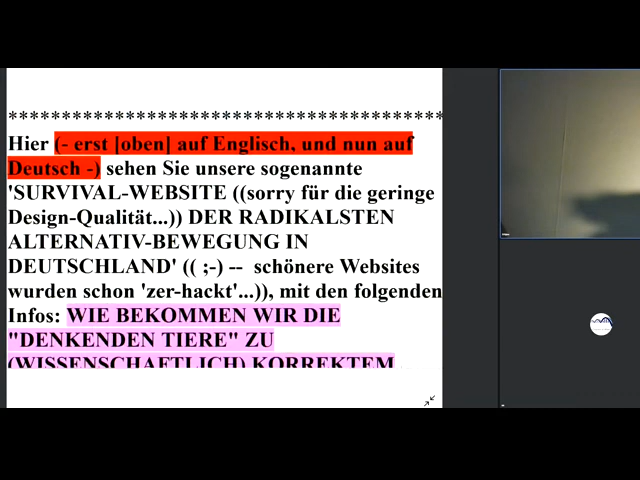 *****************************************
Hier (- erst [oben] auf Englisch, und nun auf
Deutsch -) sehen Sie unsere sogenannte
'SURVIVAL-WEBSITE ((sorry für die geringe
Design-Qualität...)) DER RADIKALSTEN
ALTERNATIV-BEWEGUNG IN
DEUTSCHLAND' (( ;-) -- schönere Websites
wurden schon 'zer-hackt'...)), mit den folgenden
Infos: WIE BEKOMMEN WIR DIE
"DENKENDEN TIERE" ZU
(WISSENSCHAFTLICH) KORREKTEM